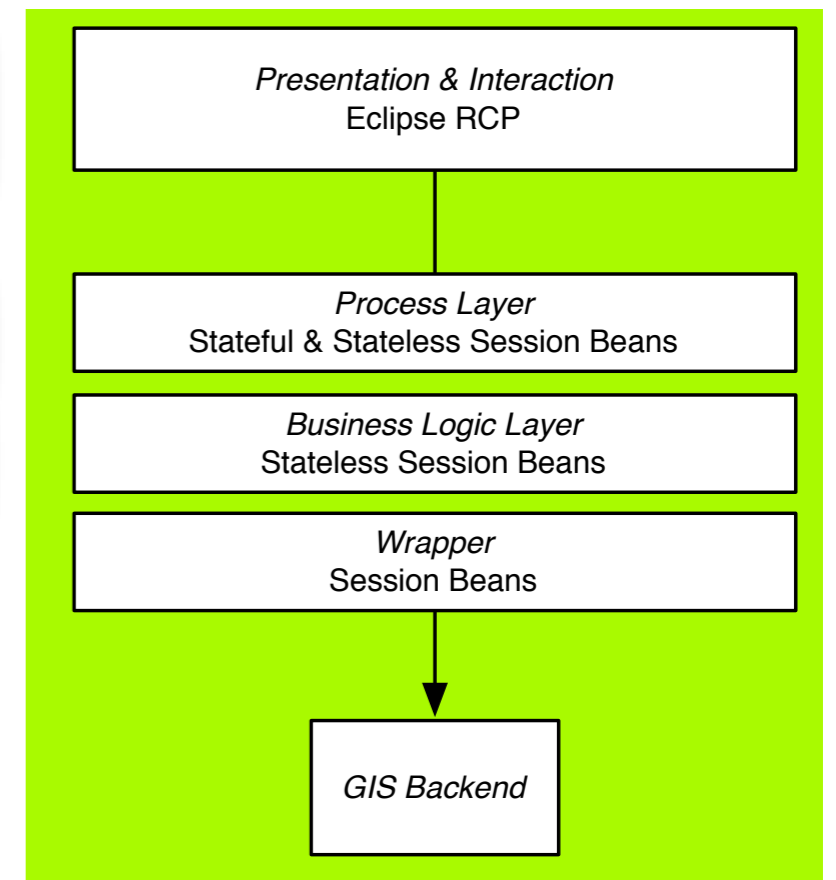 Presentation & Interaction
Eclipse RCP
Process Layer
Stateful & Stateless Session Beans
Business Logic Layer
Stateless Session Beans
Wrapper
Session Beans
GIS Backend